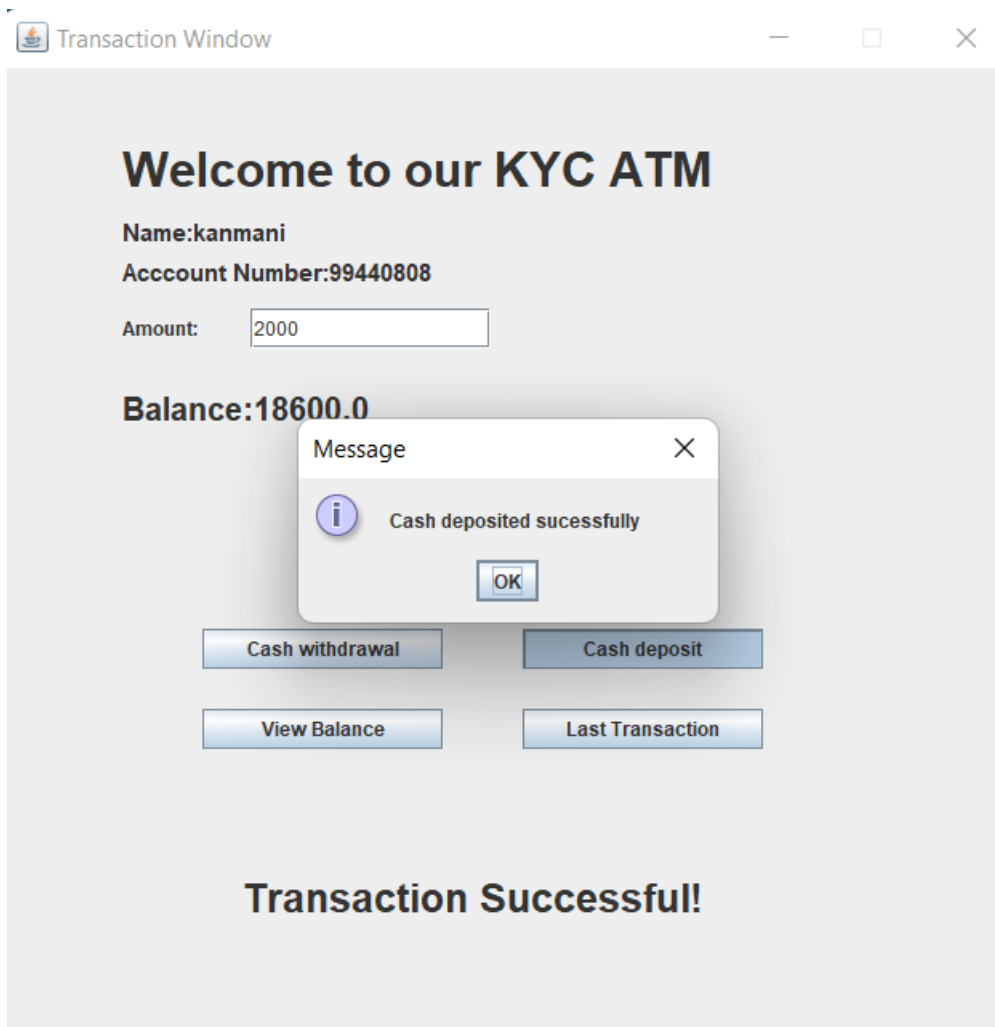 Transaction Window
Welcome to our KYC ATM
Name:kanmani
Acccount Number:99440808
Amount: 2000
Balance:18600.0
Message
Cash deposited sucessfully
OK
Cash withdrawal Cash deposit
View Balance Last Transaction
Transaction Successful!